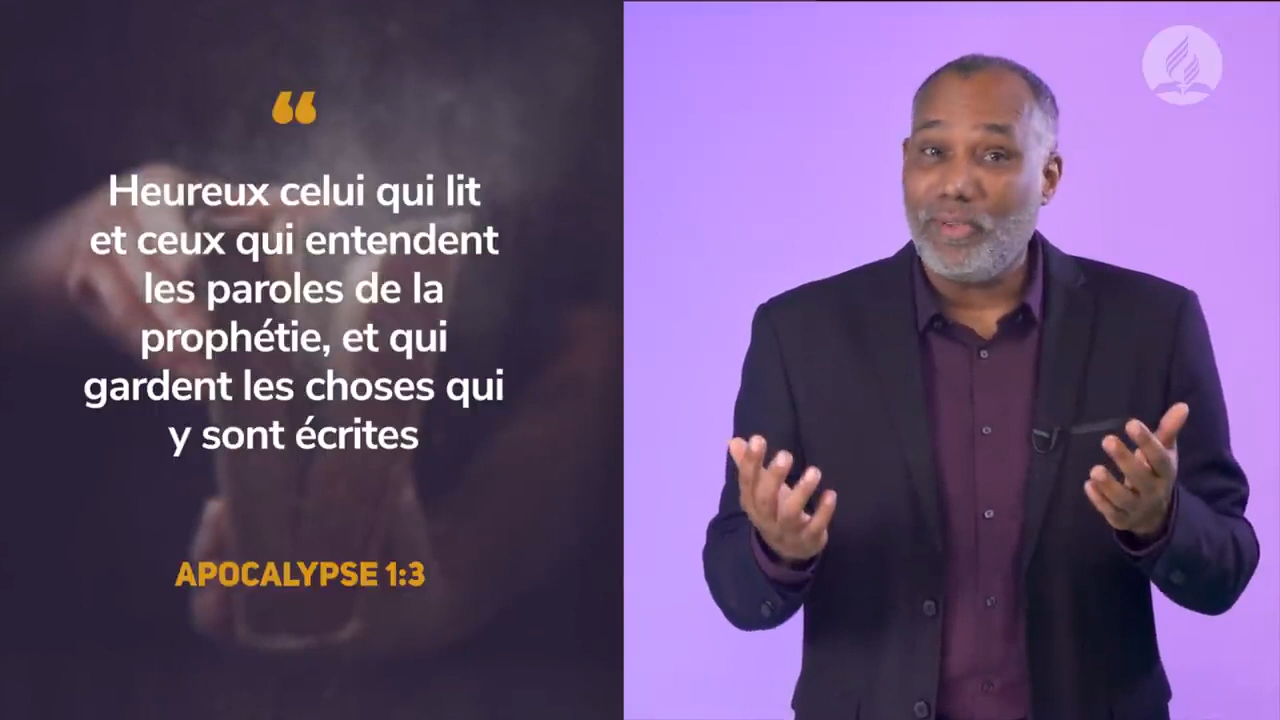 Heureux celui qui lit
et ceux qui entendent
les paroles de la
prophétie, et qui
gardent les choses qui
y sont écrites
APOCALYPSE 1:3